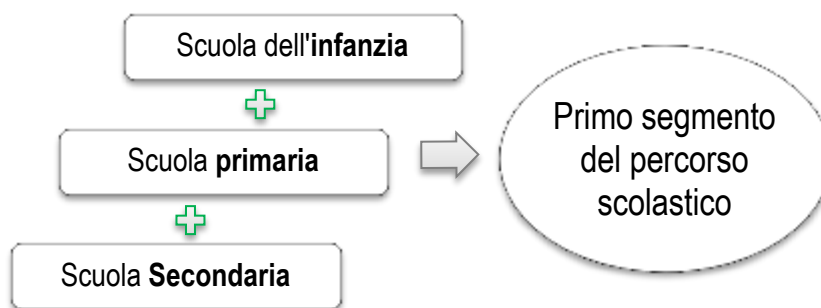 Scuola dell'infanzia
Scuola primaria
Scuola Secondaria
Primo segmento
del percorso
scolastico